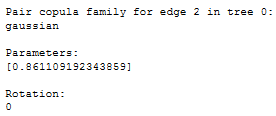 Pair copula family for edge 2 in tree 0:
gaussian
Parameters:
[0.861109192343859]
Rotation:
0